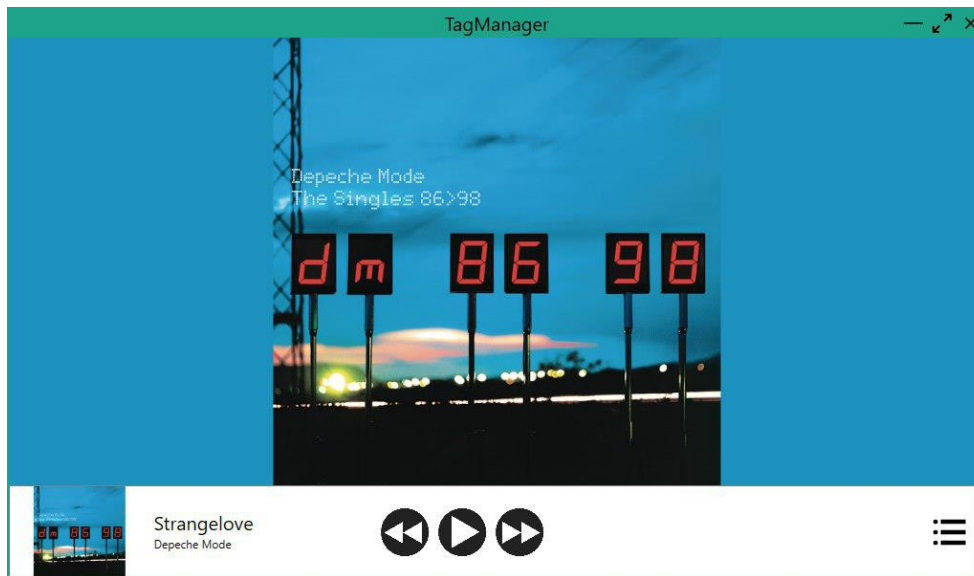 TagManager
Depeche Mode
The Singles 86>98
dm 86 98
Strangelove
Depeche Mode